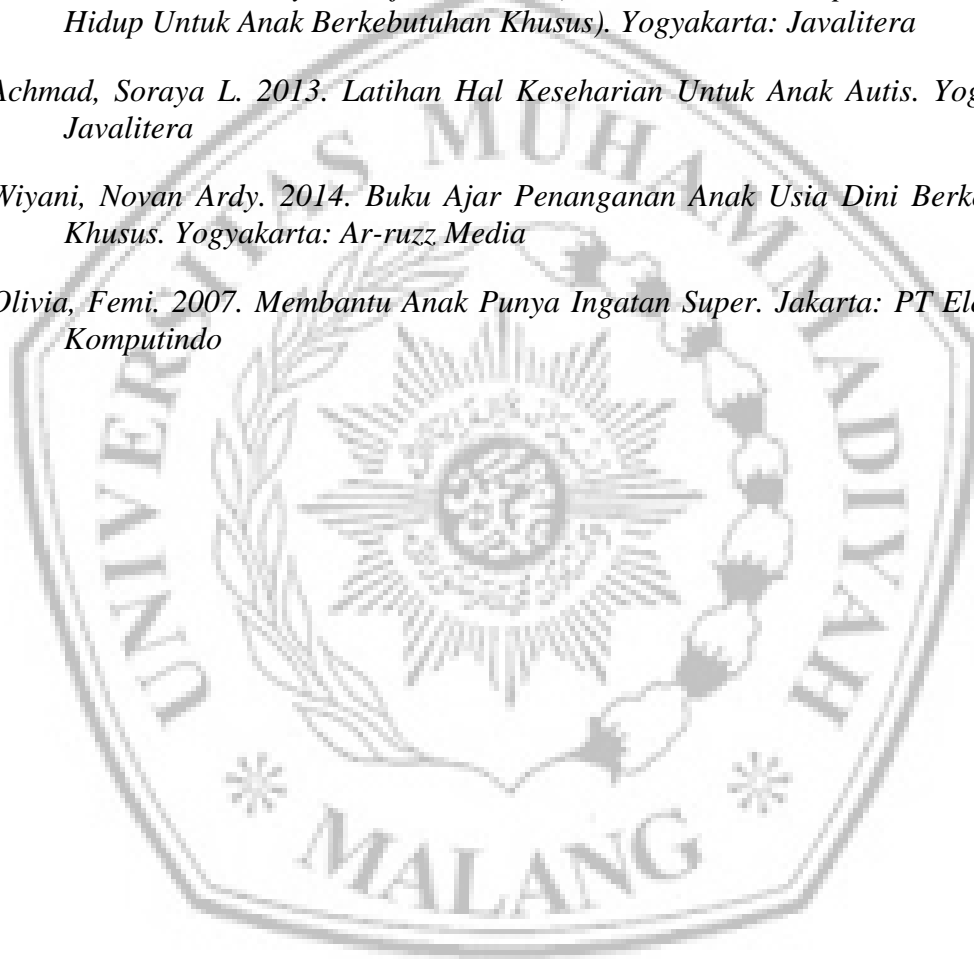 Hidup Untuk Anak Berkebutuhan Khusus). Yogyakarta: Javalitera
Achmad, Soraya L. 2013. Latihan Hal Keseharian Untuk Anak Autis. Yog
Javalitera
Wiyani, Novan Ardy. 2014. Buku Ajar Penanganan Anak Usia Dini Berke
Khusus. Yogyakarta: Ar-ruzz Media
Olivia, Femi. 2007. Membantu Anak Punya Ingatan Super. Jakarta: PT Ele
Komputindo
UNIVERSITAS MUHAMMADIYAH
MALANG